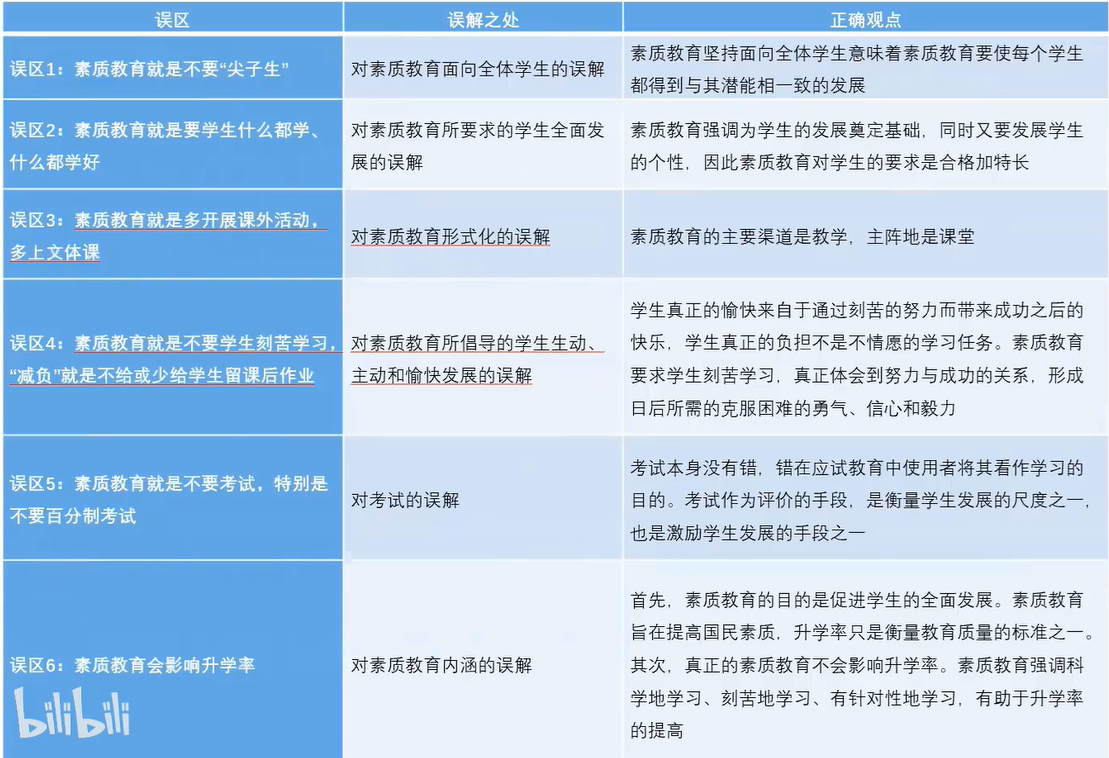 误区
误解之处
正确观点
误区1：素质教育就是不要“尖子生”
对素质教育面向全体学生的误解
素质教育坚持面向全体学生意味着素质教育要使每个学生
都得到与其潜能相一致的发展
误区2：素质教育就是要学生什么都学、
什么都学好
对素质教育所要求的学生全面发
展的误解
素质教育强调为学生的发展奠定基础，同时又要发展学生
的个性，因此素质教育对学生的要求是合格加特长
误区3：素质教育就是多开展课外活动，
多上文体课
对素质教育形式化的误解
素质教育的主要渠道是教学，主阵地是课堂
误区4：素质教育就是不要学生刻苦学习，
“减负”就是不给或少给学生留课后作业
对素质教育所倡导的学生生动、
主动和愉快发展的误解
学生真正的愉快来自于通过刻苦的努力而带来成功之后的
快乐，学生真正的负担不是不情愿的学习任务。素质教育
要求学生刻苦学习，真正体会到努力与成功的关系，形成
日后所需的克服困难的勇气、信心和毅力
误区5：素质教育就是不要考试，特别是
不要百分制考试
对考试的误解
考试本身没有错，错在应试教育中使用者将其看作学习的
目的。考试作为评价的手段，是衡量学生发展的尺度之一，
也是激励学生发展的手段之一
误区6：素质教育会影响升学率
对素质教育内涵的误解
首先，素质教育的目的是促进学生的全面发展。素质教育
旨在提高国民素质，升学率只是衡量教育质量的标准之一。
其次，真正的素质教育不会影响升学率。素质教育强调科
学地学习、刻苦地学习、有针对性地学习，有助于升学率
的提高
bilibili